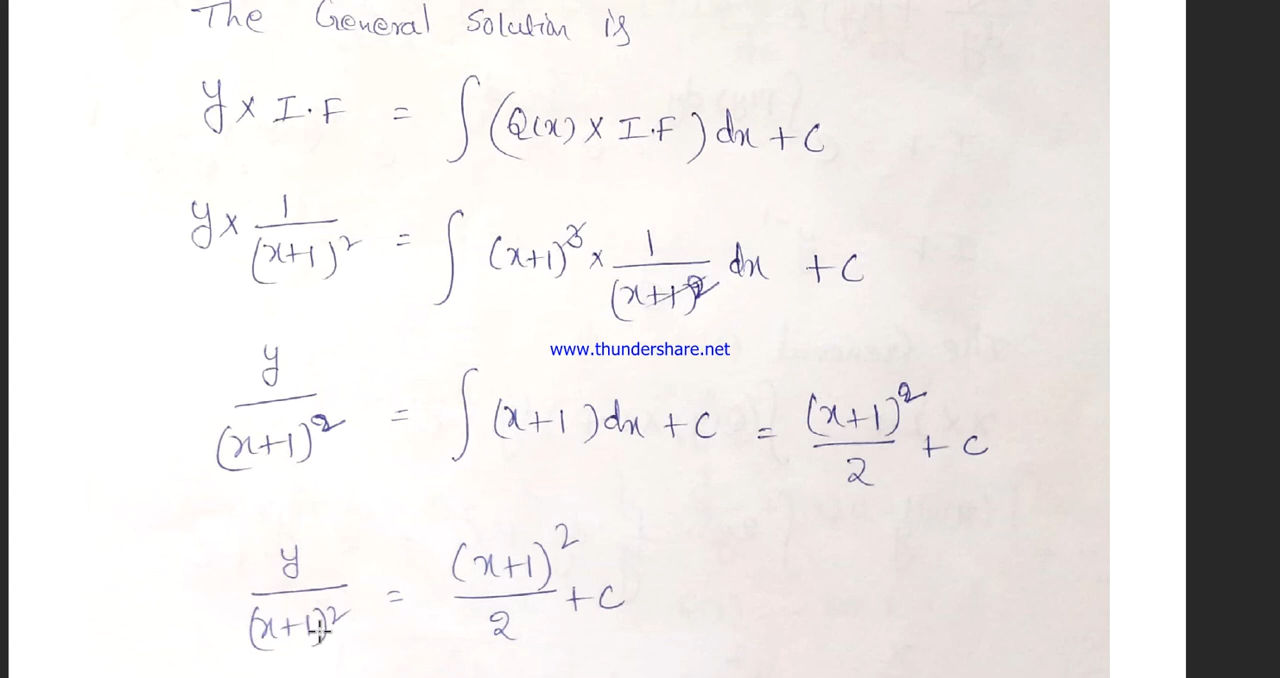 The General Solution is
y × I.F = ∫ (Q(x) × I.F) dx + C
y × 1/(x+1)^2 = ∫ (x+1)^3 × 1/(x+1)^2 dx + C
www.thundershare.net
y/(x+1)^2 = ∫ (x+1) dx + C = (x+1)^2/2 + C
y/(x+1)^2 = (x+1)^2/2 + C